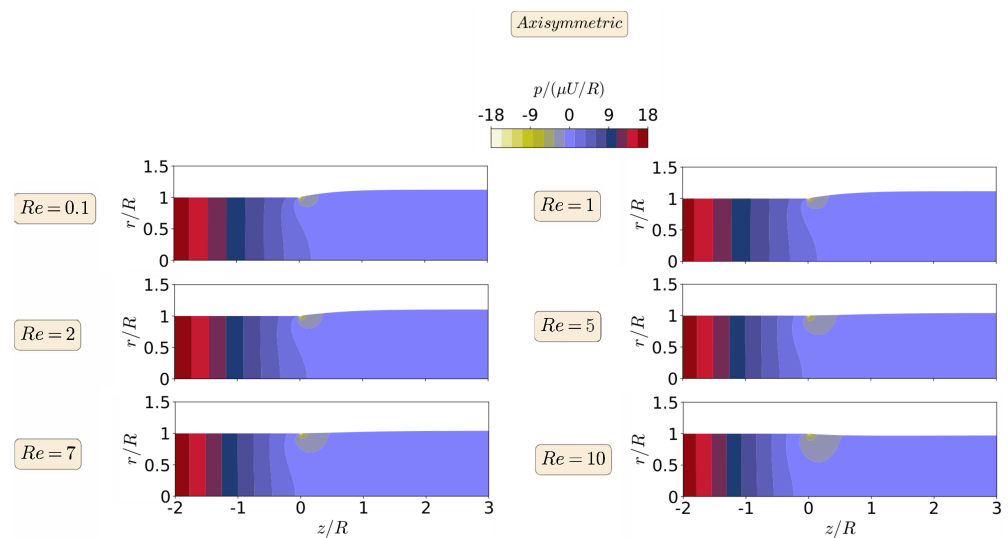 Axisymmetric
p/(μU/R)
-18 -9 0 9 18
Re = 0.1
r/R
1.5
1
0.5
0
Re = 1
r/R
1.5
1
0.5
0
Re = 2
r/R
1.5
1
0.5
0
Re = 5
r/R
1.5
1
0.5
0
Re = 7
r/R
1.5
1
0.5
0
-2 -1 0 1 2 3
z/R
Re = 10
r/R
1.5
1
0.5
0
-2 -1 0 1 2 3
z/R